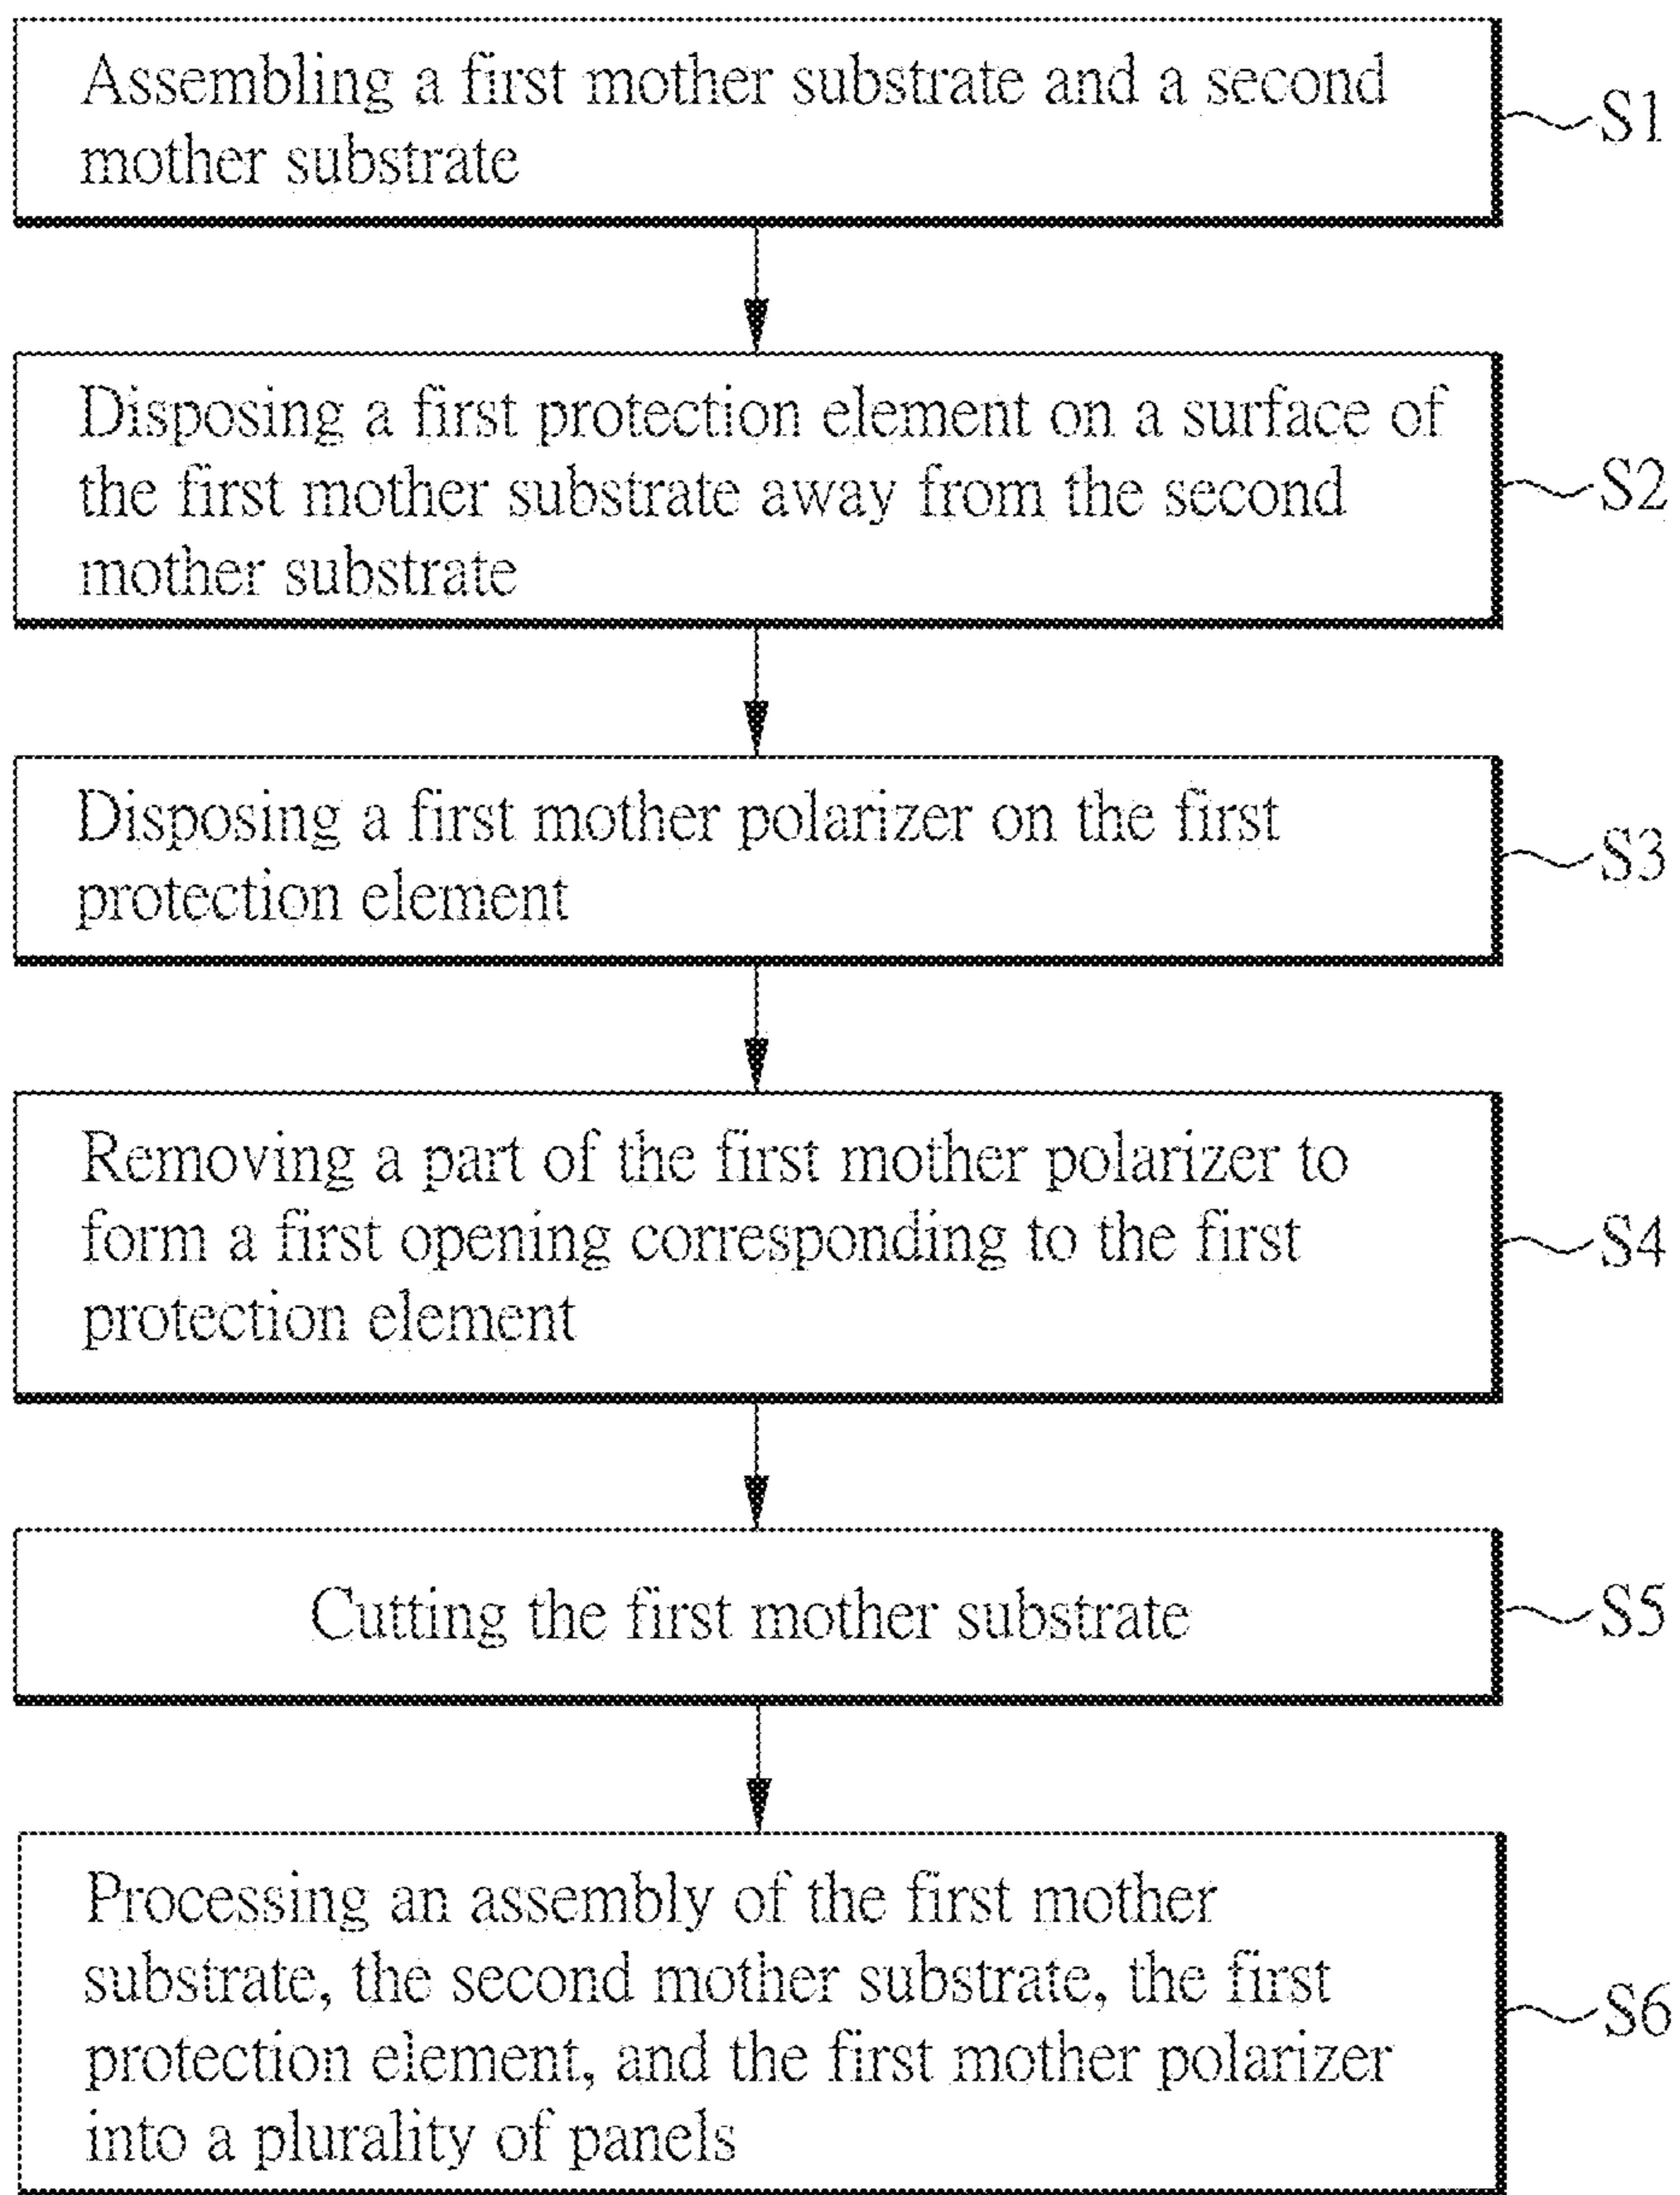 Assembling a first mother substrate and a second
mother substrate
S1
Disposing a first protection element on a surface of
the first mother substrate away from the second
mother substrate
S2
Disposing a first mother polarizer on the first
protection element
S3
Removing a part of the first mother polarizer to
form a first opening corresponding to the first
protection element
S4
Cutting the first mother substrate
S5
Processing an assembly of the first mother
substrate, the second mother substrate, the first
protection element, and the first mother polarizer
into a plurality of panels
S6